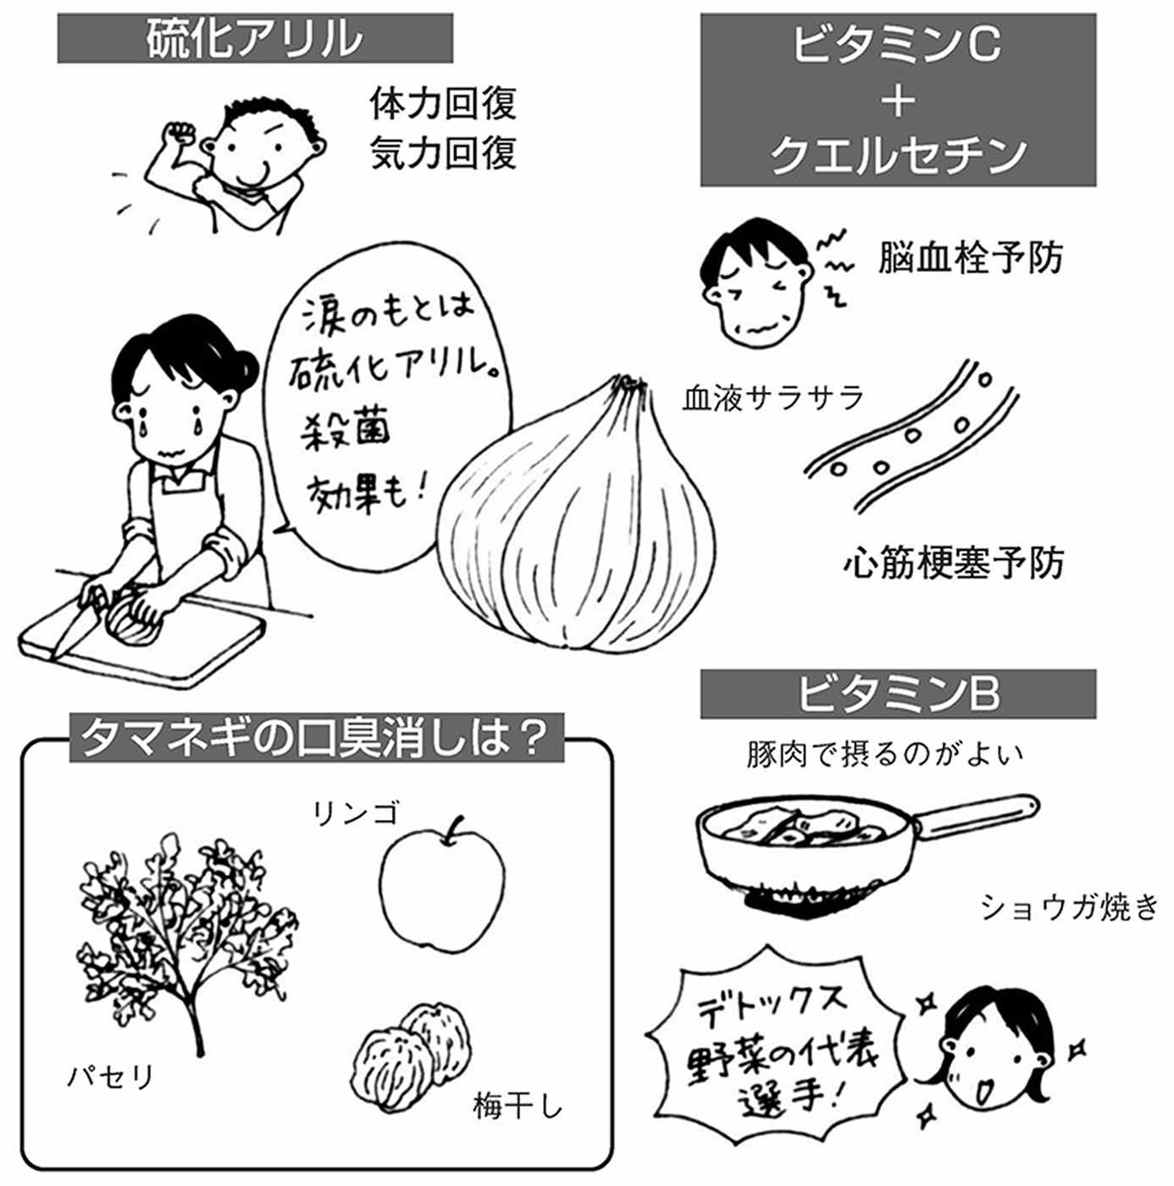 硫化アリル
体力回復
気力回復
涙のもとは
硫化アリル。
殺菌
効果も！
ビタミンC
＋
クエルセチン
脳血栓予防
血液サラサラ
心筋梗塞予防
タマネギの口臭消しは？
リンゴ
パセリ
梅干し
ビタミンB
豚肉で摂るのがよい
ショウガ焼き
デトックス
野菜の代表
選手！